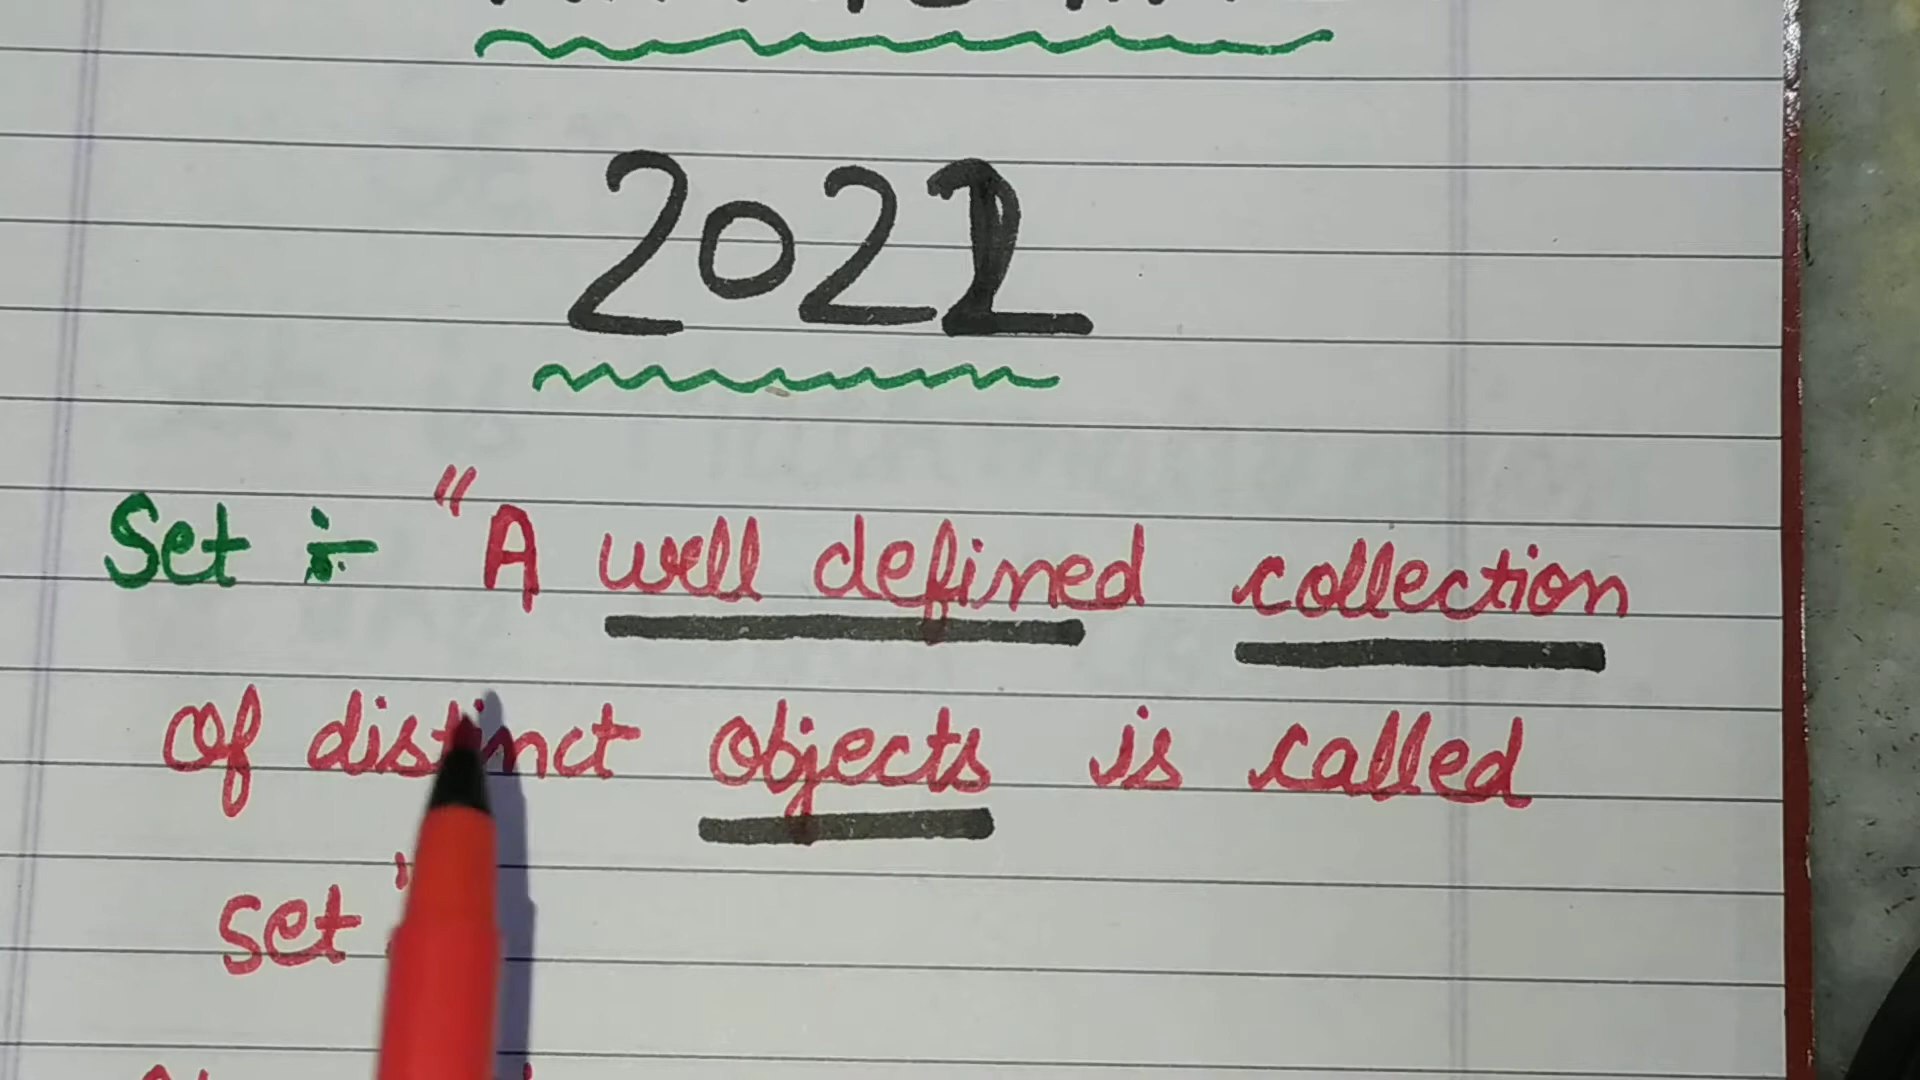 2022
Set :- "A well defined collection
of distinct objects is called
set"